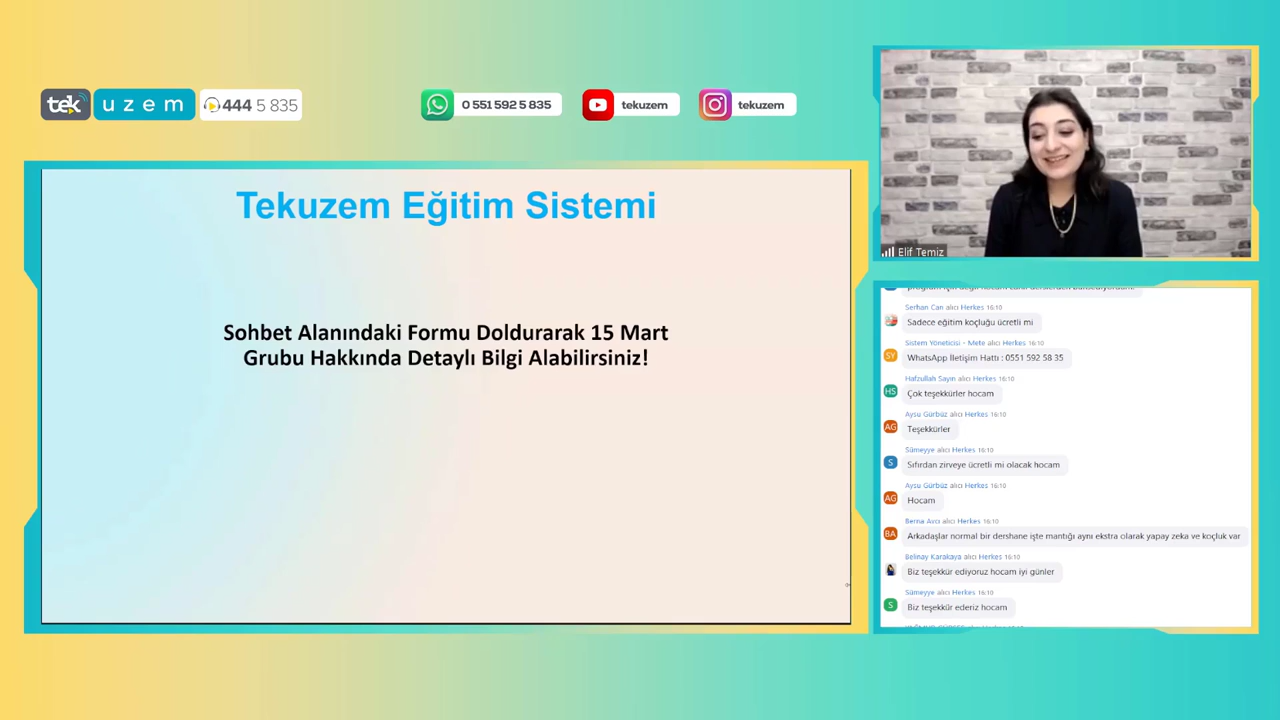 tek uzem 444 5 835
0 551 592 5 835
tekuzem
tekuzem
Tekuzem Eğitim Sistemi
Sohbet Alanındaki Formu Doldurarak 15 Mart
Grubu Hakkında Detaylı Bilgi Alabilirsiniz!
Elif Temiz
Serhan Can alıcı Herkes 16:10
Sadece eğitim koçluğu ücretli mi
Sistem Yöneticisi - Mete alıcı Herkes 16:10
SY
WhatsApp İletişim Hattı : 0551 592 58 35
Hafzullah Sayın alıcı Herkes 16:10
HS
Çok teşekkürler hocam
Aysu Gürbüz alıcı Herkes 16:10
AG
Teşekkürler
Sümeyye alıcı Herkes 16:10
S
Sıfırdan zirveye ücretli mi olacak hocam
Aysu Gürbüz alıcı Herkes 16:10
AG
Hocam
Berna Avcı alıcı Herkes 16:10
BA
Arkadaşlar normal bir dershane işte mantığı aynı ekstra olarak yapay zeka ve koçluk var
Belinay Karakaya alıcı Herkes 16:10
Biz teşekkür ediyoruz hocam iyi günler
Sümeyye alıcı Herkes 16:10
S
Biz teşekkür ederiz hocam